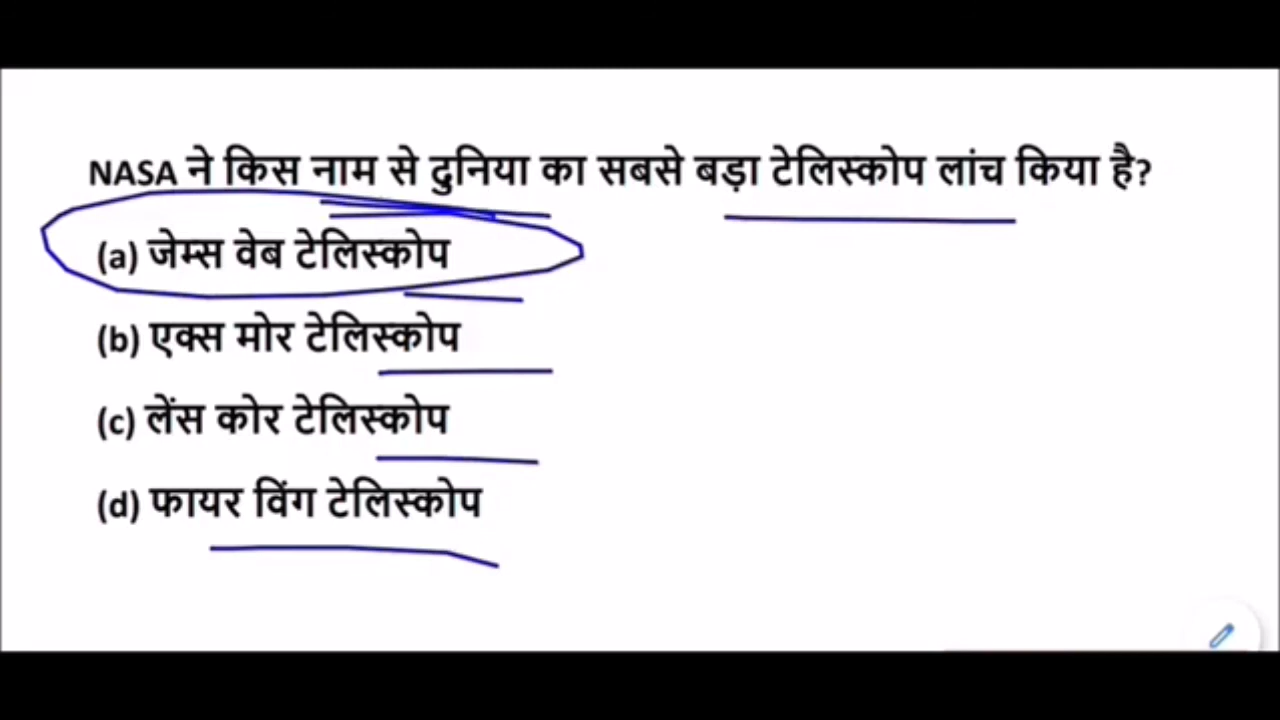 NASA ने किस नाम से दुनिया का सबसे बड़ा टेलिस्कोप लांच किया है?
(a) जेम्स वेब टेलिस्कोप
(b) एक्स मोर टेलिस्कोप
(c) लेंस कोर टेलिस्कोप
(d) फायर विंग टेलिस्कोप